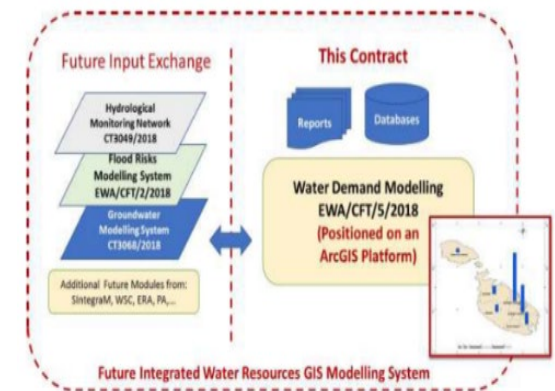 Future Input Exchange
Hydrological
Monitoring Network
CT3049/2018
Flood Risks
Modelling System
EWA/CFT/2/2018
Groundwater
Modelling System
CT3068/2018
Additional Future Modules from:
SIntegraM, WSC, ERA, PA,...
This Contract
Reports
Databases
Water Demand Modelling
EWA/CFT/5/2018
(Positioned on an
ArcGIS Platform)
Future Integrated Water Resources GIS Modelling System